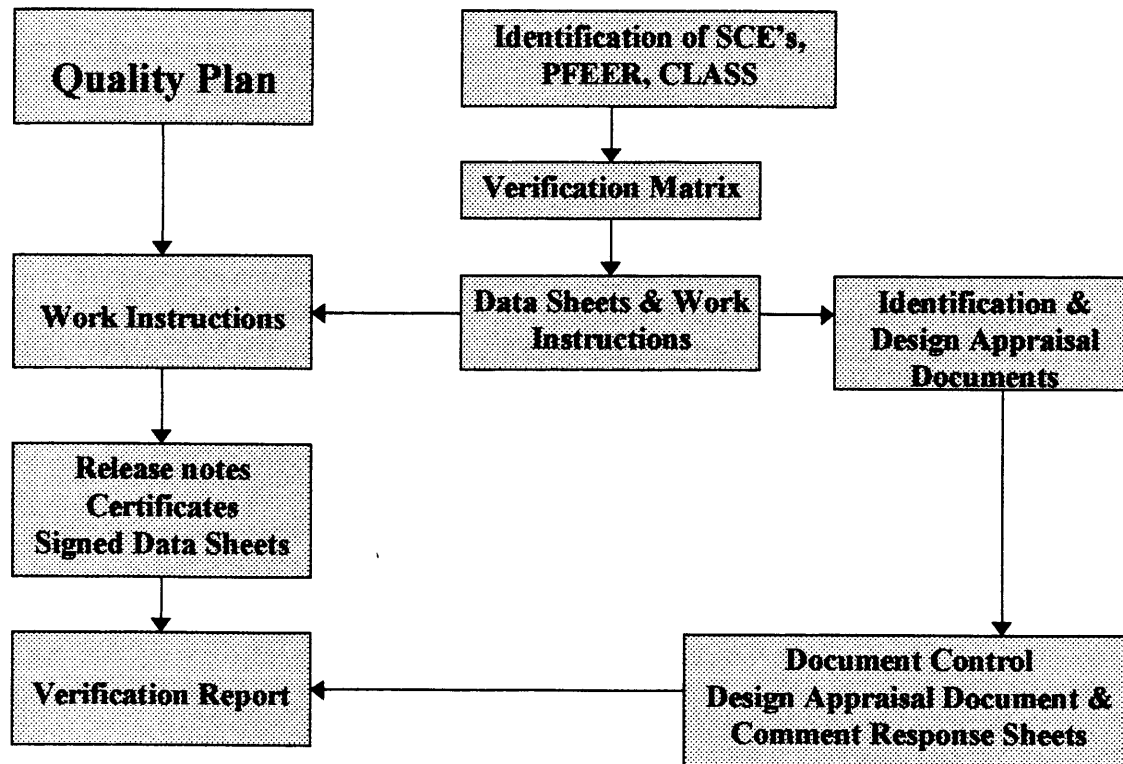 Quality Plan
Identification of SCE's,
PFEER, CLASS
Verification Matrix
Work Instructions
Data Sheets & Work
Instructions
Identification &
Design Appraisal
Documents
Release notes
Certificates
Signed Data Sheets
Verification Report
Document Control
Design Appraisal Document &
Comment Response Sheets